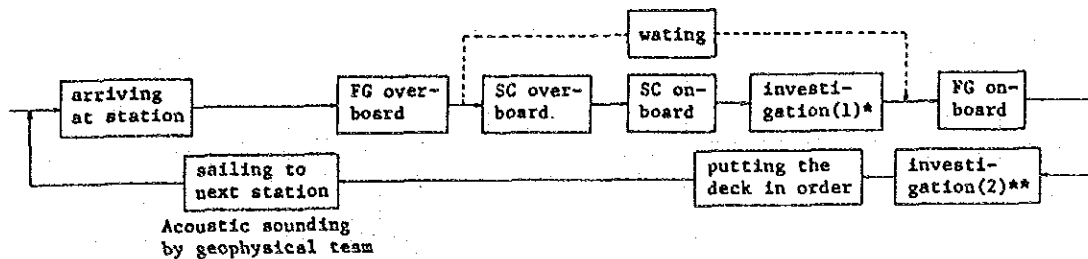 wating
arriving
at station
FG over-
board
SC over-
board.
SC on-
board
investi-
gation(1)*
FG on-
board
sailing to
next station
putting the
deck in order
investi-
gation(2)**
Acoustic sounding
by geophysical team